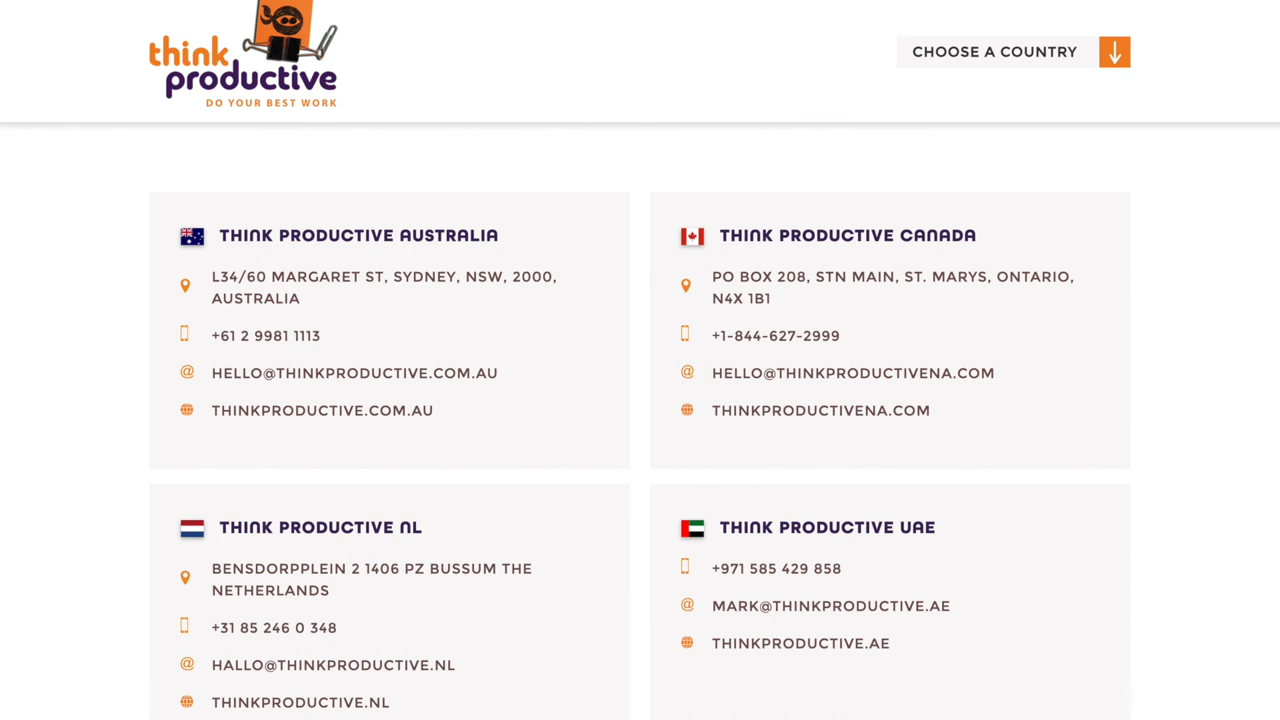 think
productive
DO YOUR BEST WORK
CHOOSE A COUNTRY
THINK PRODUCTIVE AUSTRALIA
L34/60 MARGARET ST, SYDNEY, NSW, 2000,
AUSTRALIA
+61 2 9981 1113
HELLO@THINKPRODUCTIVE.COM.AU
THINKPRODUCTIVE.COM.AU
THINK PRODUCTIVE CANADA
PO BOX 208, STN MAIN, ST. MARYS, ONTARIO,
N4X 1B1
+1-844-627-2999
HELLO@THINKPRODUCTIVENA.COM
THINKPRODUCTIVENA.COM
THINK PRODUCTIVE NL
BENSDORPPLEIN 2 1406 PZ BUSSUM THE
NETHERLANDS
+31 85 246 0 348
HALLO@THINKPRODUCTIVE.NL
THINKPRODUCTIVE.NL
THINK PRODUCTIVE UAE
+971 585 429 858
MARK@THINKPRODUCTIVE.AE
THINKPRODUCTIVE.AE